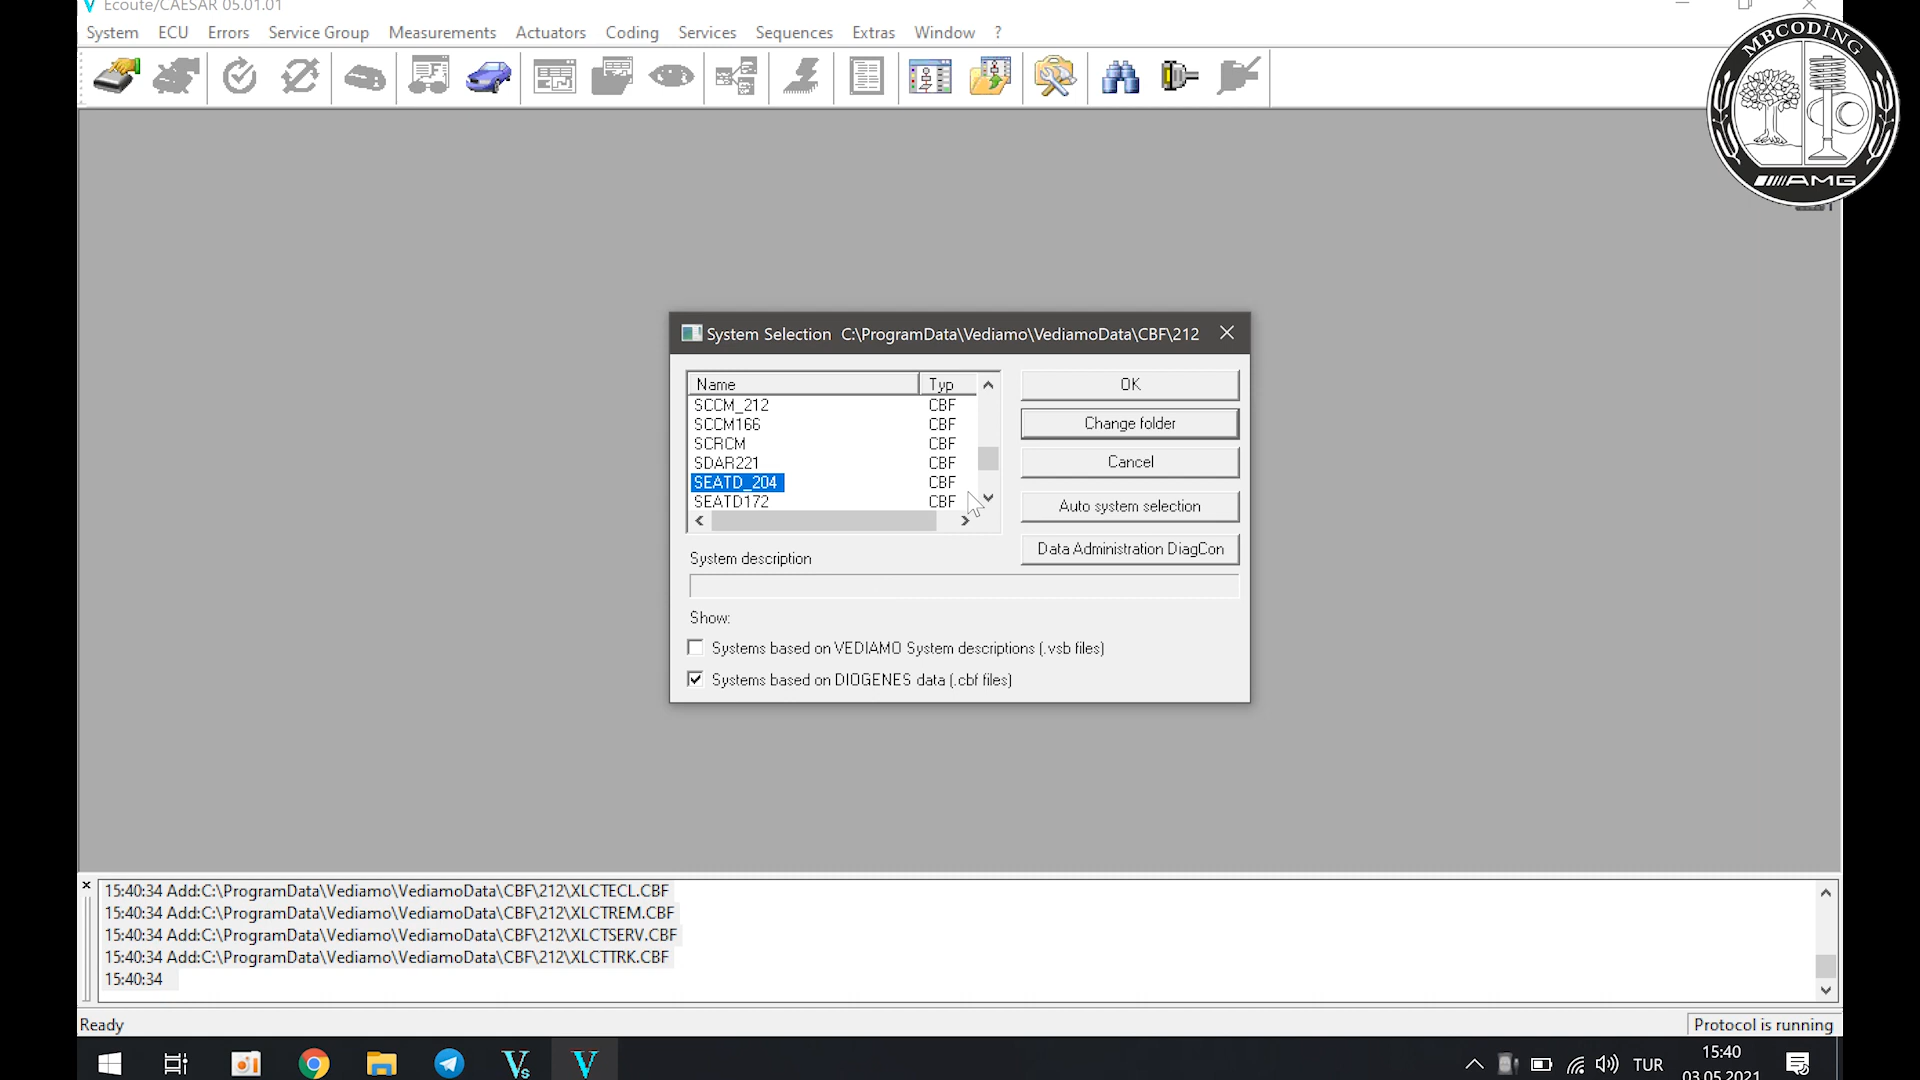 Ecoute/CAESAR 05.01.01
System ECU Errors Service Group Measurements Actuators Coding Services Sequences Extras Window ?
MBCODING
AMG
System Selection C:\ProgramData\Vediamo\VediamoData\CBF\212
Name Typ
SCCM_212 CBF
SCCM166 CBF
SCRCM CBF
SDAR221 CBF
SEATD_204 CBF
SEATD172 CBF
OK
Change folder
Cancel
Auto system selection
Data Administration DiagCon
System description
Show:
Systems based on VEDIAMO System descriptions (.vsb files)
Systems based on DIOGENES data (.cbf files)
15:40:34 Add:C:\ProgramData\Vediamo\VediamoData\CBF\212\XLCTECL.CBF
15:40:34 Add:C:\ProgramData\Vediamo\VediamoData\CBF\212\XLCTREM.CBF
15:40:34 Add:C:\ProgramData\Vediamo\VediamoData\CBF\212\XLCTSERV.CBF
15:40:34 Add:C:\ProgramData\Vediamo\VediamoData\CBF\212\XLCTTRK.CBF
15:40:34
Ready
Protocol is running
TUR
15:40
03.05.2021